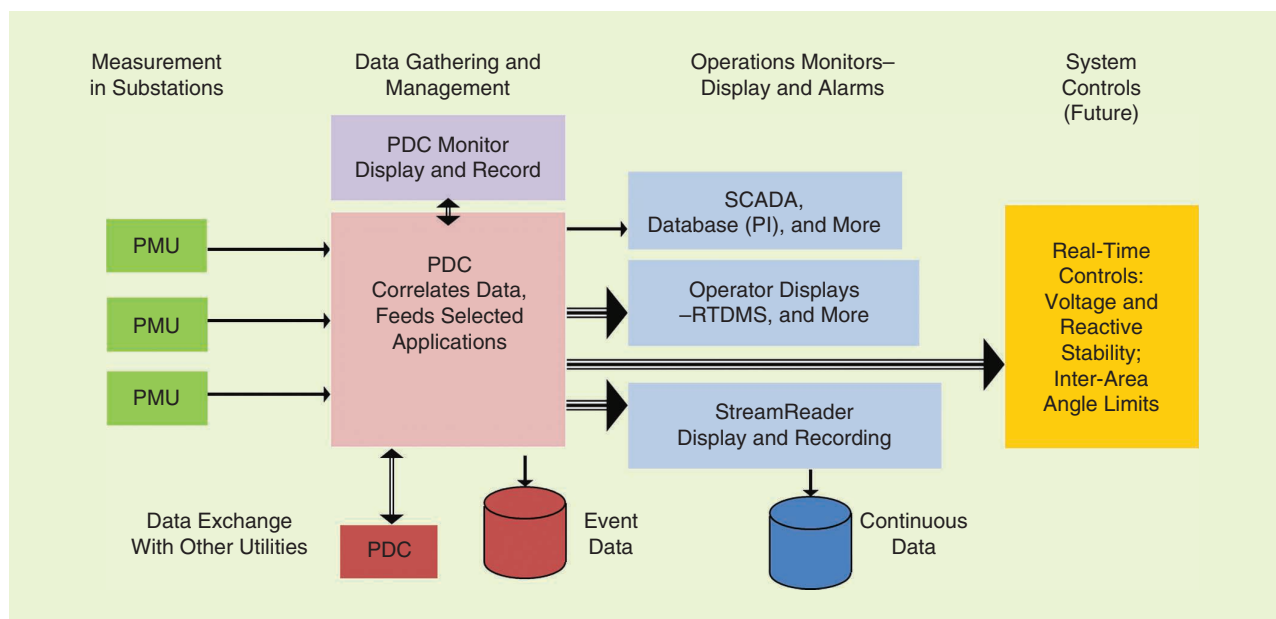 Measurement
in Substations
Data Gathering and
Management
Operations Monitors–
Display and Alarms
System
Controls
(Future)
PDC Monitor
Display and Record
SCADA,
Database (PI), and More
PMU
PMU
PMU
PDC
Correlates Data,
Feeds Selected
Applications
Operator Displays
–RTDMS, and More
Real-Time
Controls:
Voltage and
Reactive
Stability;
Inter-Area
Angle Limits
StreamReader
Display and Recording
Data Exchange
With Other Utilities
PDC
Event
Data
Continuous
Data